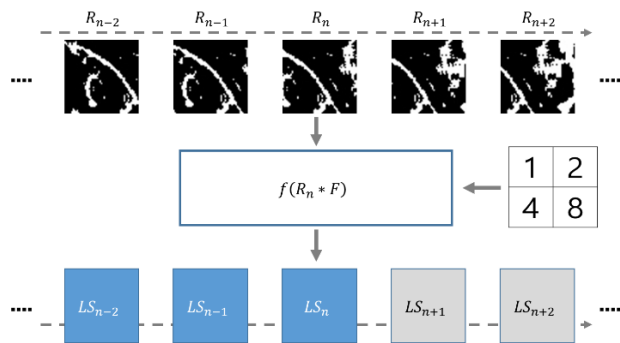 R_{n-2} R_{n-1} R_n R_{n+1} R_{n+2}
.... ....
f(R_n * F)
1 2
4 8
LS_{n-2} LS_{n-1} LS_n LS_{n+1} LS_{n+2}
.... ....